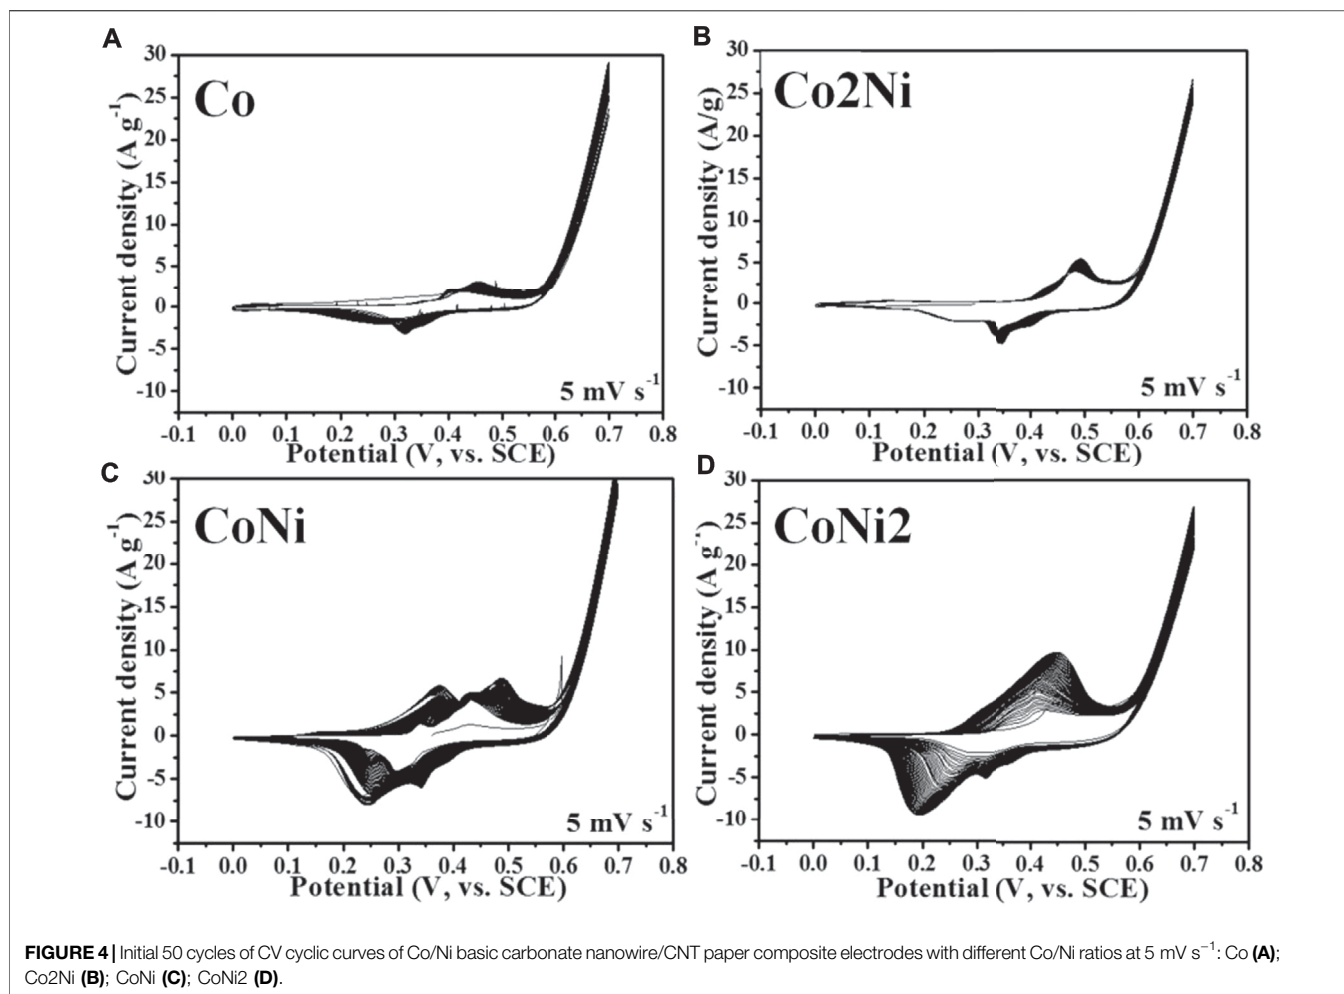 A
30
Co
25
20
15
10
5
0
-5
-10
Current density (A g-1)
5 mV s-1
-0.1 0.0 0.1 0.2 0.3 0.4 0.5 0.6 0.7 0.8
Potential (V, vs. SCE)
B
30
Co2Ni
25
20
15
10
5
0
-5
-10
Current density (A/g)
5 mV s-1
-0.1 0.0 0.1 0.2 0.3 0.4 0.5 0.6 0.7 0.8
Potential (V, vs. SCE)
C
30
CoNi
25
20
15
10
5
0
-5
-10
Current density (A g-1)
5 mV s-1
-0.1 0.0 0.1 0.2 0.3 0.4 0.5 0.6 0.7 0.8
Potential (V, vs. SCE)
D
30
CoNi2
25
20
15
10
5
0
-5
-10
Current density (A g-1)
5 mV s-1
-0.1 0.0 0.1 0.2 0.3 0.4 0.5 0.6 0.7 0.8
Potential (V, vs. SCE)
FIGURE 4 | Initial 50 cycles of CV cyclic curves of Co/Ni basic carbonate nanowire/CNT paper composite electrodes with different Co/Ni ratios at 5 mV s−1: Co (A);
Co2Ni (B); CoNi (C); CoNi2 (D).